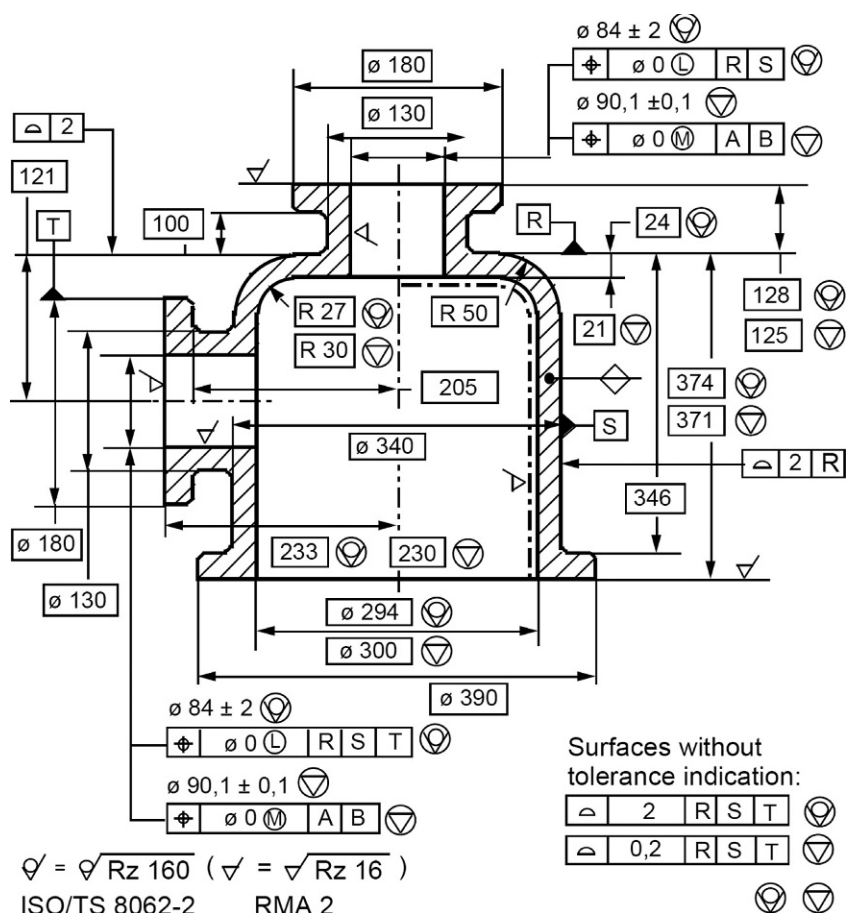 ø 84 ± 2
⌖ ø 0 Ⓛ R S
ø 90,1 ±0,1
⌖ ø 0 Ⓜ A B
ø 180
ø 130
⌓ 2
121
T
100
R
24
128
125
R 27
R 30
R 50
21
205
374
371
S
ø 340
⌓ 2 R
346
ø 180
233
230
ø 130
ø 294
ø 300
ø 390
ø 84 ± 2
⌖ ø 0 Ⓛ R S T
ø 90,1 ± 0,1
⌖ ø 0 Ⓜ A B
Surfaces without
tolerance indication:
⌓ 2 R S T
⌓ 0,2 R S T
= Rz 160 ( = Rz 16 )
ISO/TS 8062-2 RMA 2